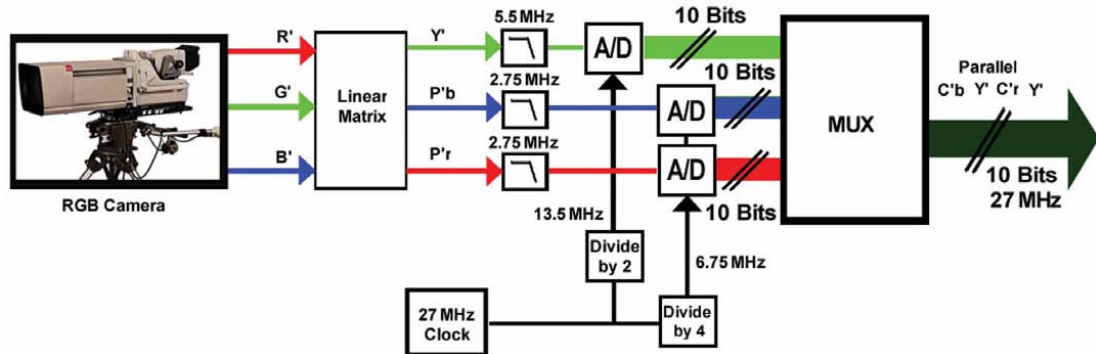 RGB Camera
R'
G'
B'
Linear
Matrix
Y'
P'b
P'r
5.5 MHz
2.75 MHz
2.75 MHz
A/D
A/D
A/D
10 Bits
10 Bits
10 Bits
13.5 MHz
6.75 MHz
Divide
by 2
Divide
by 4
27 MHz
Clock
MUX
Parallel
C'b Y' C'r Y'
10 Bits
27 MHz